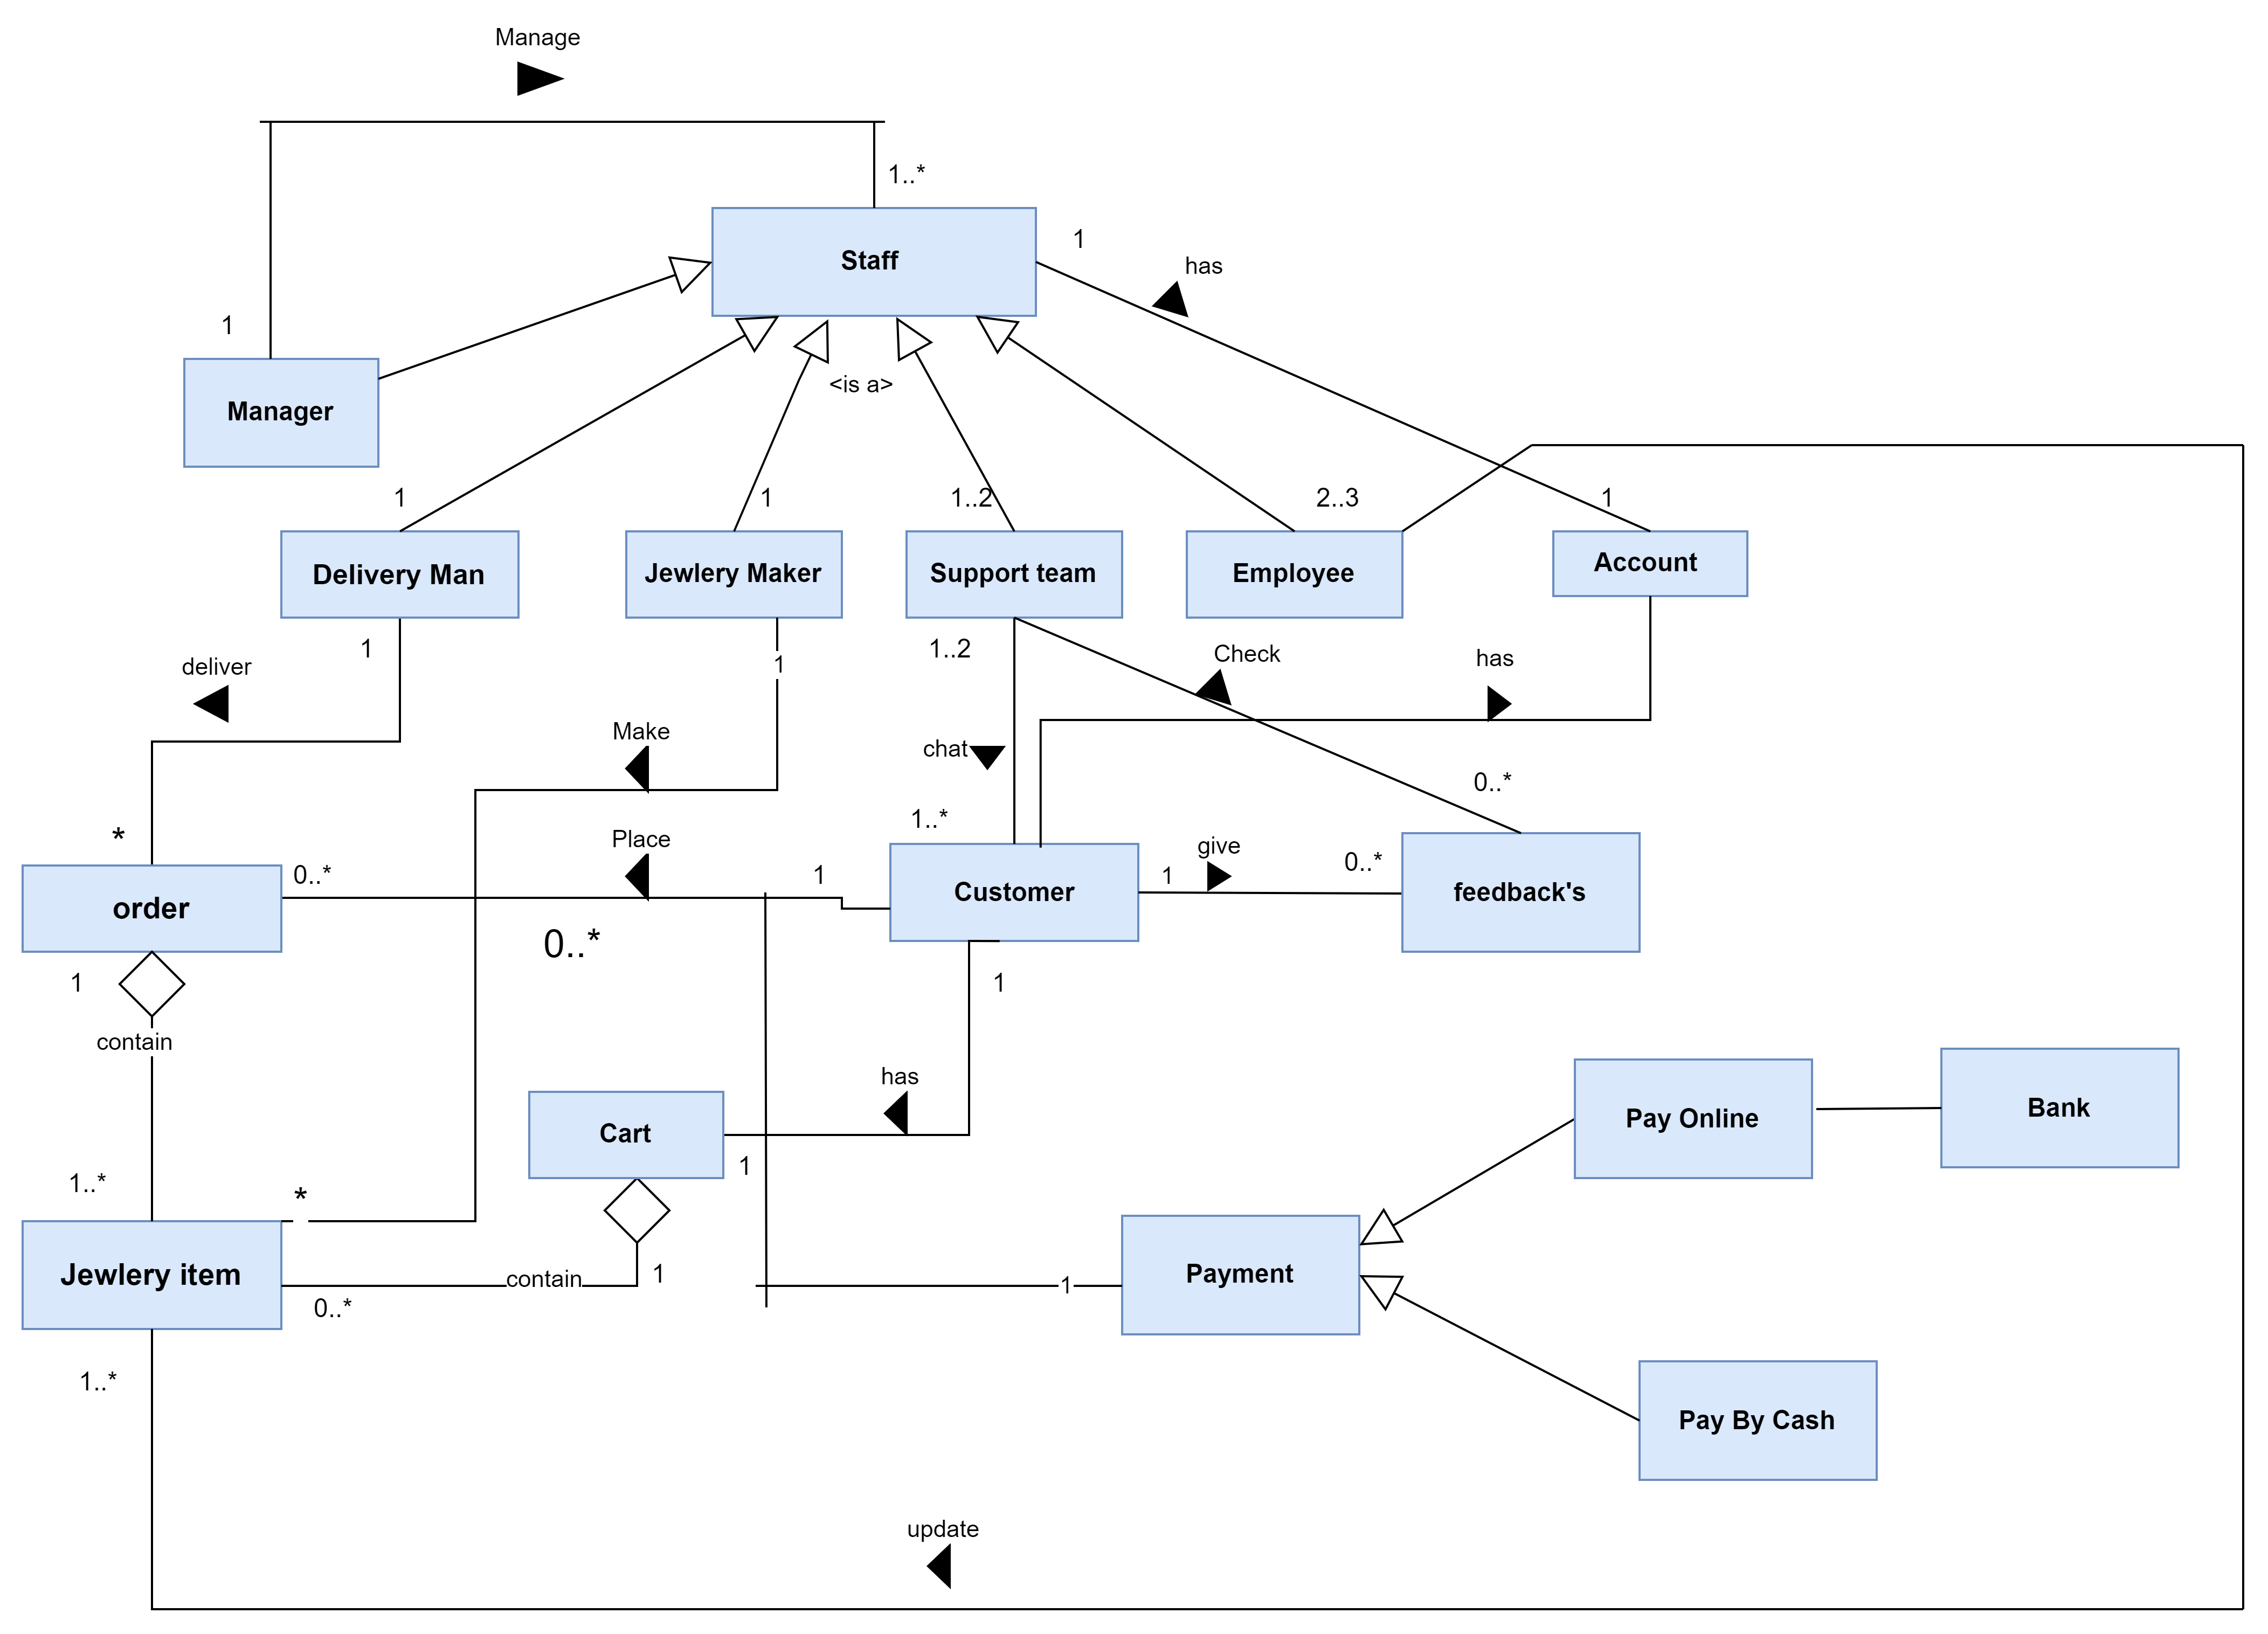 Manage
1..*
Staff
1
has
1
Manager
<is a>
1
1
1..2
2..3
1
Delivery Man
Jewlery Maker
Support team
Employee
Account
1
1
1..2
deliver
Check
has
Make
chat
0..*
*
Place
1..*
give
0..*
1
1
0..*
order
Customer
feedback's
0..*
1
1
contain
has
Cart
Pay Online
Bank
1..*
*
1
Jewlery item
contain
1
1
Payment
0..*
1..*
Pay By Cash
update